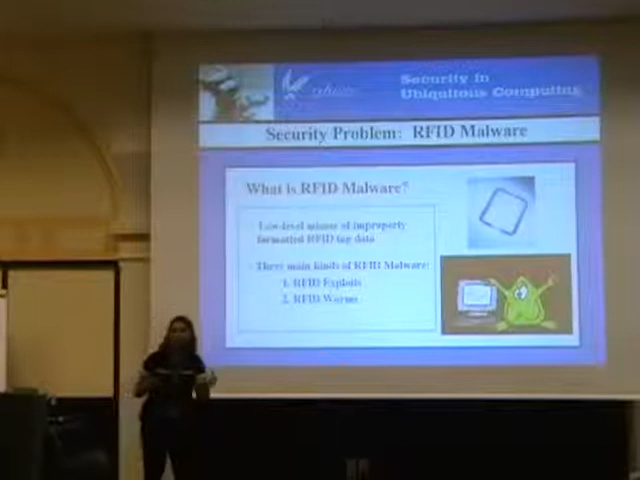 Security in
Ubiquitous Computing
Security Problem: RFID Malware
What is RFID Malware?
Low-level misuse of improperly
formatted RFID tag data
Three main kinds of RFID Malware:
1. RFID Exploits
2. RFID Worms